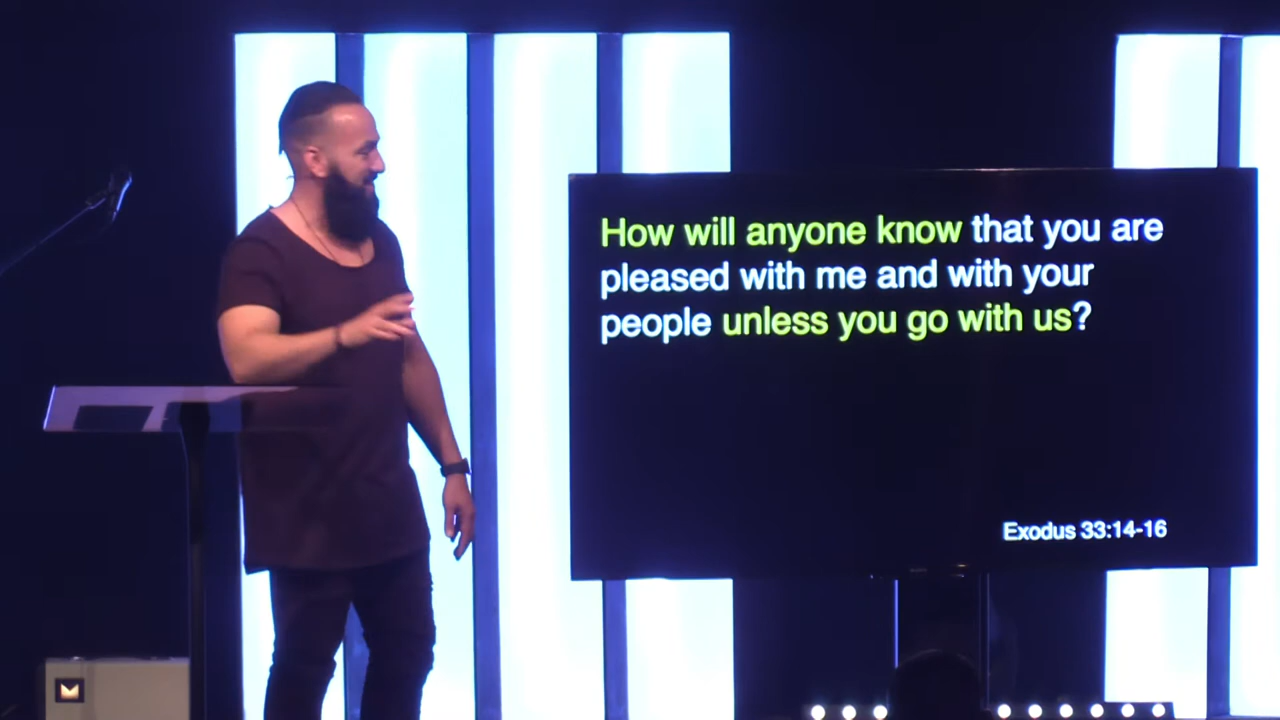 How will anyone know that you are
pleased with me and with your
people unless you go with us?
Exodus 33:14-16